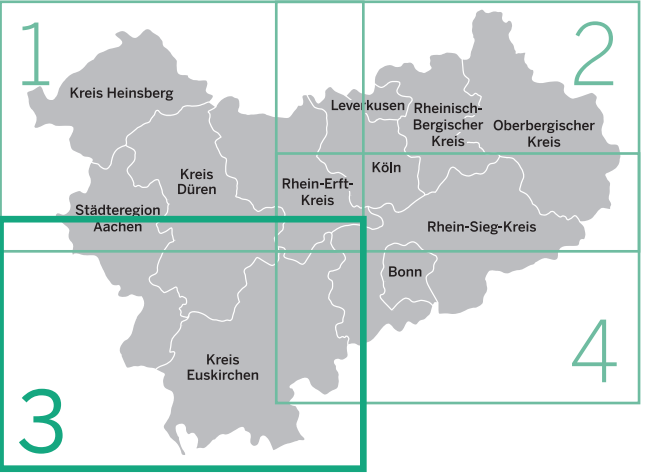 1
2
Kreis Heinsberg
Leverkusen
Rheinisch-
Bergischer
Kreis
Oberbergischer
Kreis
Köln
Kreis
Düren
Rhein-Erft-
Kreis
Städteregion
Aachen
Rhein-Sieg-Kreis
Bonn
Kreis
Euskirchen
3
4